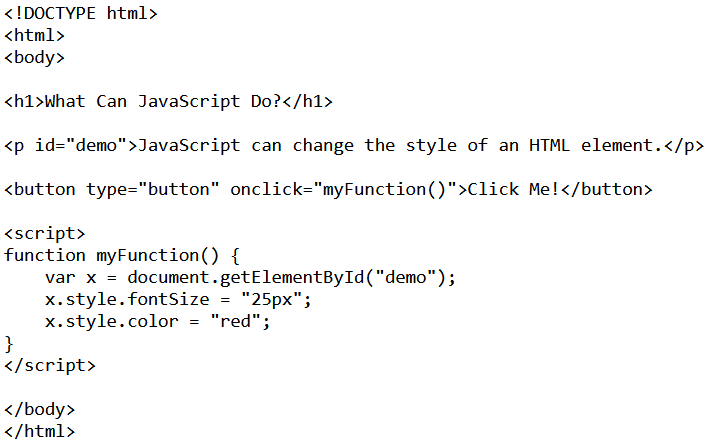 <!DOCTYPE html>
<html>
<body>
<h1>What Can JavaScript Do?</h1>
<p id="demo">JavaScript can change the style of an HTML element.</p>
<button type="button" onclick="myFunction()">Click Me!</button>
<script>
function myFunction() {
    var x = document.getElementById("demo");
    x.style.fontSize = "25px";
    x.style.color = "red";
}
</script>
</body>
</html>